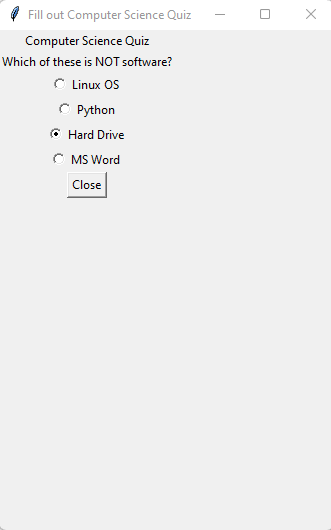 Fill out Computer Science Quiz
Computer Science Quiz
Which of these is NOT software?
Linux OS
Python
Hard Drive
MS Word
Close